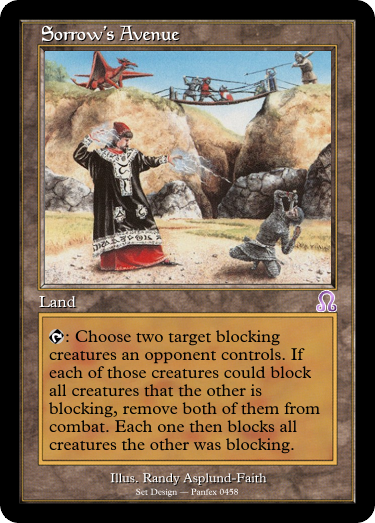 Sorrow's Avenue
Land
: Choose two target blocking
creatures an opponent controls. If
each of those creatures could block
all creatures that the other is
blocking, remove both of them from
combat. Each one then blocks all
creatures the other was blocking.
Illus. Randy Asplund-Faith
Set Design — Panfex 0458